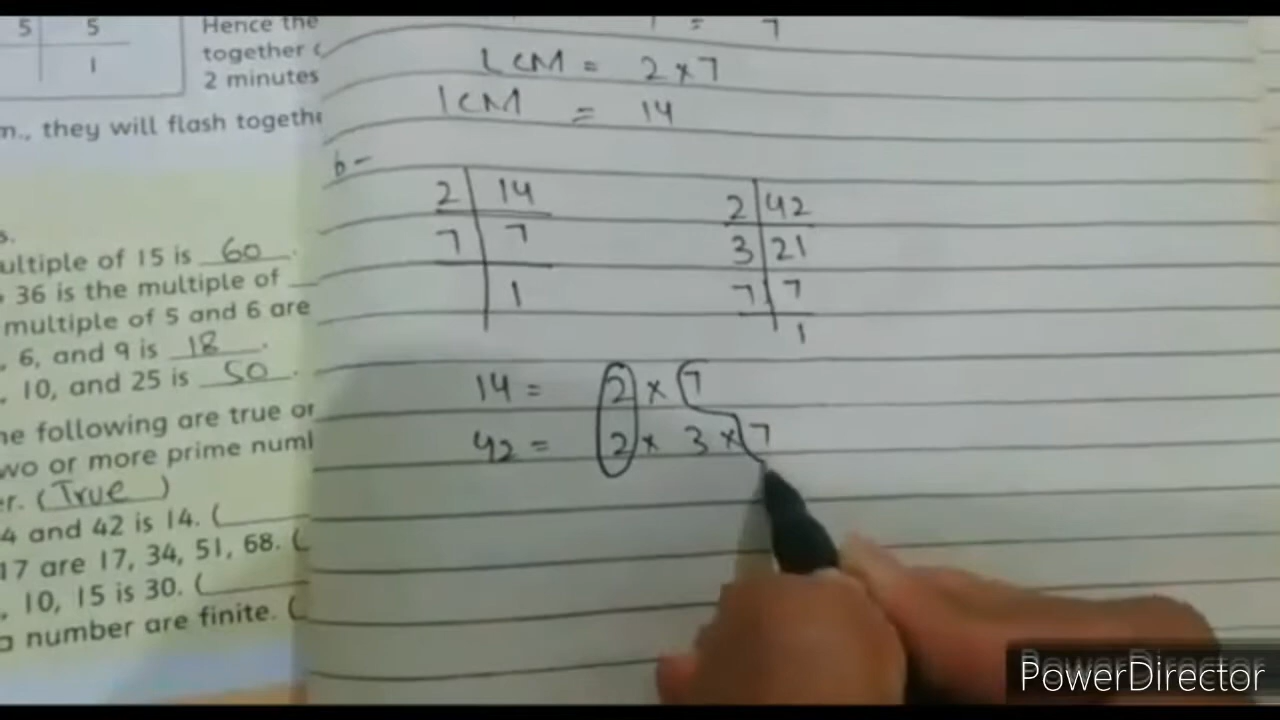 5 5
1
Hence the
together
2 minutes
m., they will flash togeth
ultiple of 15 is 60.
36 is the multiple of
multiple of 5 and 6 are
, 6, and 9 is 18.
, 10, and 25 is 50.
he following are true or
wo or more prime num
er. (True)
4 and 42 is 14. (
17 are 17, 34, 51, 68. (
, 10, 15 is 30. (
a number are finite. (
= 7
LCM = 2 × 7
LCM = 14
b-
2 14
7 7
1
2 42
3 21
7 7
1
14 = 2 × 7
42 = 2 × 3 × 7
PowerDirector